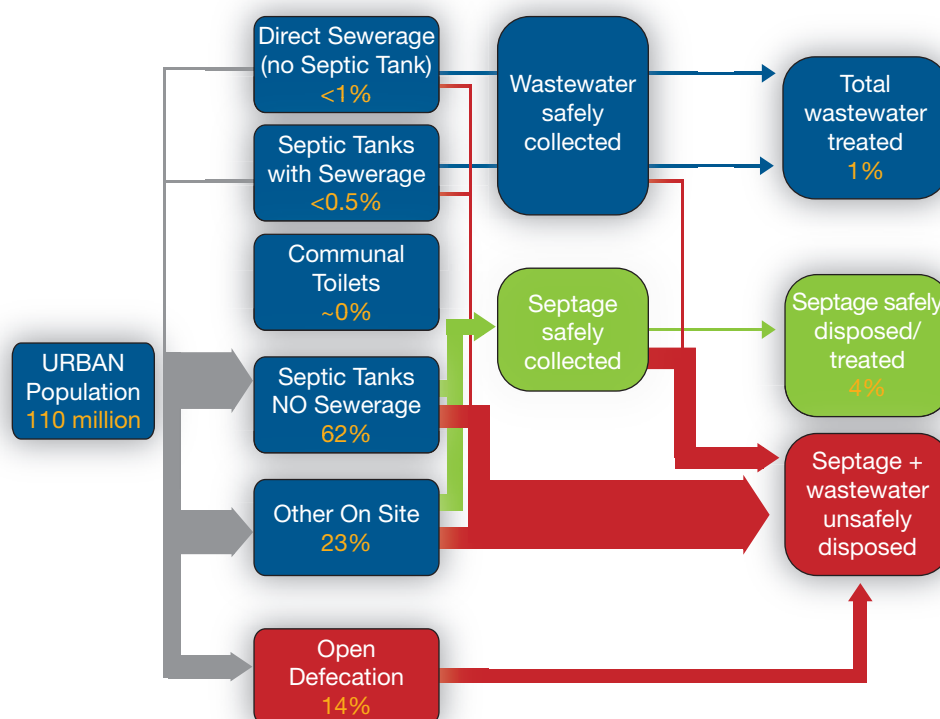 Direct Sewerage
(no Septic Tank)
<1%
Septic Tanks
with Sewerage
<0.5%
Communal
Toilets
~0%
URBAN
Population
110 million
Septic Tanks
NO Sewerage
62%
Other On Site
23%
Open
Defecation
14%
Wastewater
safely
collected
Septage
safely
collected
Total
wastewater
treated
1%
Septage safely
disposed/
treated
4%
Septage +
wastewater
unsafely
disposed